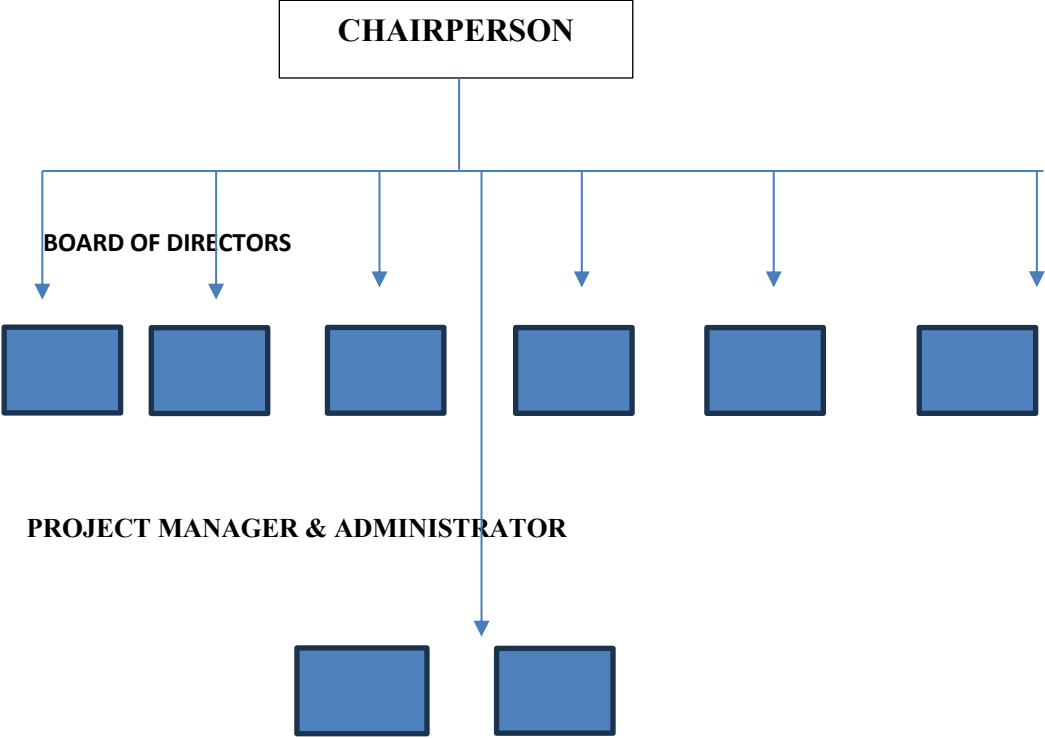 CHAIRPERSON
BOARD OF DIRECTORS
PROJECT MANAGER & ADMINISTRATOR